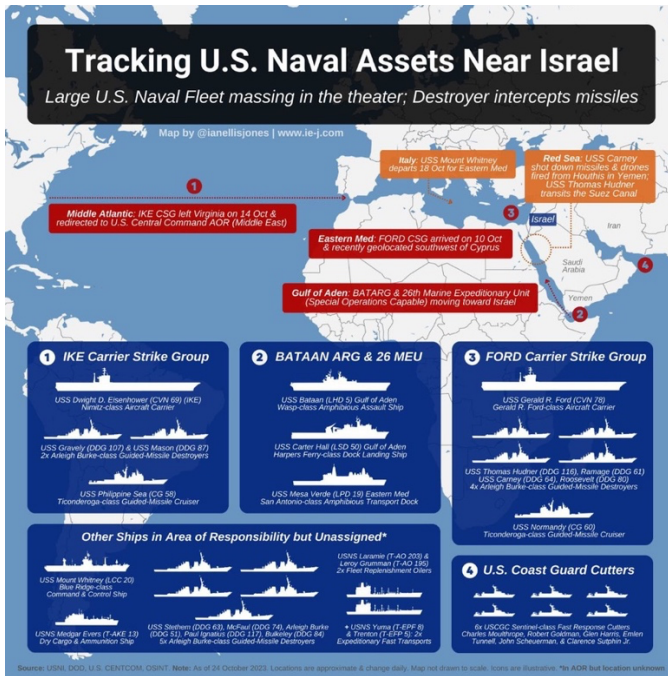 Tracking U.S. Naval Assets Near Israel
Large U.S. Naval Fleet massing in the theater; Destroyer intercepts missiles
Map by @ianellisjones | www.ie-j.com
1
Italy: USS Mount Whitney
departs 18 Oct for Eastern Med
Red Sea: USS Carney
shot down missiles & drones
fired from Houthis in Yemen;
USS Thomas Hudner
transits the Suez Canal
Middle Atlantic: IKE CSG left Virginia on 14 Oct &
redirected to U.S. Central Command AOR (Middle East)
3
Israel
Iran
Eastern Med: FORD CSG arrived on 10 Oct
& recently geolocated southwest of Cyprus
Saudi
Arabia
4
Gulf of Aden: BATARG & 26th Marine Expeditionary Unit
(Special Operations Capable) moving toward Israel
Yemen
2
1 IKE Carrier Strike Group
USS Dwight D. Eisenhower (CVN 69) (IKE)
Nimitz-class Aircraft Carrier
USS Gravely (DDG 107) & USS Mason (DDG 87)
2x Arleigh Burke-class Guided-Missile Destroyers
USS Philippine Sea (CG 58)
Ticonderoga-class Guided-Missile Cruiser
2 BATAAN ARG & 26 MEU
USS Bataan (LHD 5) Gulf of Aden
Wasp-class Amphibious Assault Ship
USS Carter Hall (LSD 50) Gulf of Aden
Harpers Ferry-class Dock Landing Ship
USS Mesa Verde (LPD 19) Eastern Med
San Antonio-class Amphibious Transport Dock
3 FORD Carrier Strike Group
USS Gerald R. Ford (CVN 78)
Gerald R. Ford-class Aircraft Carrier
USS Thomas Hudner (DDG 116), Ramage (DDG 61)
USS Carney (DDG 64), Roosevelt (DDG 80)
4x Arleigh Burke-class Guided-Missile Destroyers
USS Normandy (CG 60)
Ticonderoga-class Guided-Missile Cruiser
Other Ships in Area of Responsibility but Unassigned*
USS Mount Whitney (LCC 20)
Blue Ridge-class
Command & Control Ship
USNS Medgar Evers (T-AKE 13)
Dry Cargo & Ammunition Ship
USS Stethem (DDG 63), McFaul (DDG 74), Arleigh Burke
(DDG 51), Paul Ignatius (DDG 117), Bulkeley (DDG 84)
5x Arleigh Burke-class Guided-Missile Destroyers
USNS Laramie (T-AO 203) &
Leroy Grumman (T-AO 195)
2x Fleet Replenishment Oilers
+ USNS Yuma (T-EPF 8)
& Trenton (T-EPF 5): 2x
Expeditionary Fast Transports
4 U.S. Coast Guard Cutters
6x USCGC Sentinel-class Fast Response Cutters
Charles Moulthrope, Robert Goldman, Glen Harris, Emlen
Tunnell, John Scheuerman, & Clarence Sutphin Jr.
Source: USNI, DOD, U.S. CENTCOM, OSINT. Note: As of 24 October 2023. Locations are approximate & change daily. Map not drawn to scale. Icons are illustrative. *In AOR but location unknown